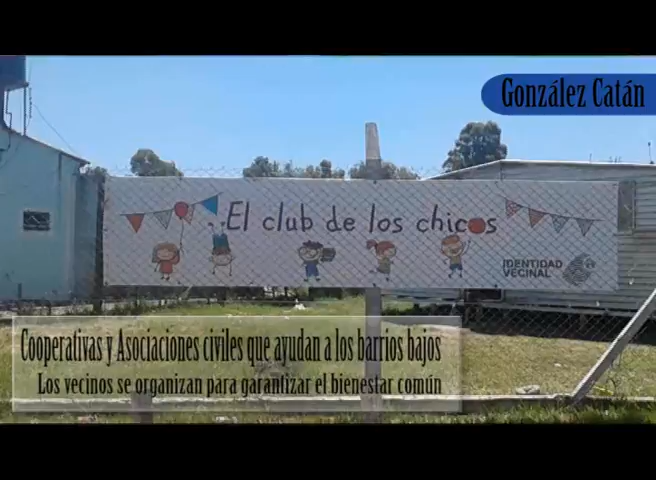 González Catán
El club de los chicos
IDENTIDAD
VECINAL
Cooperativas y Asociaciones civiles que ayudan a los barrios bajos
Los vecinos se organizan para garantizar el bienestar común